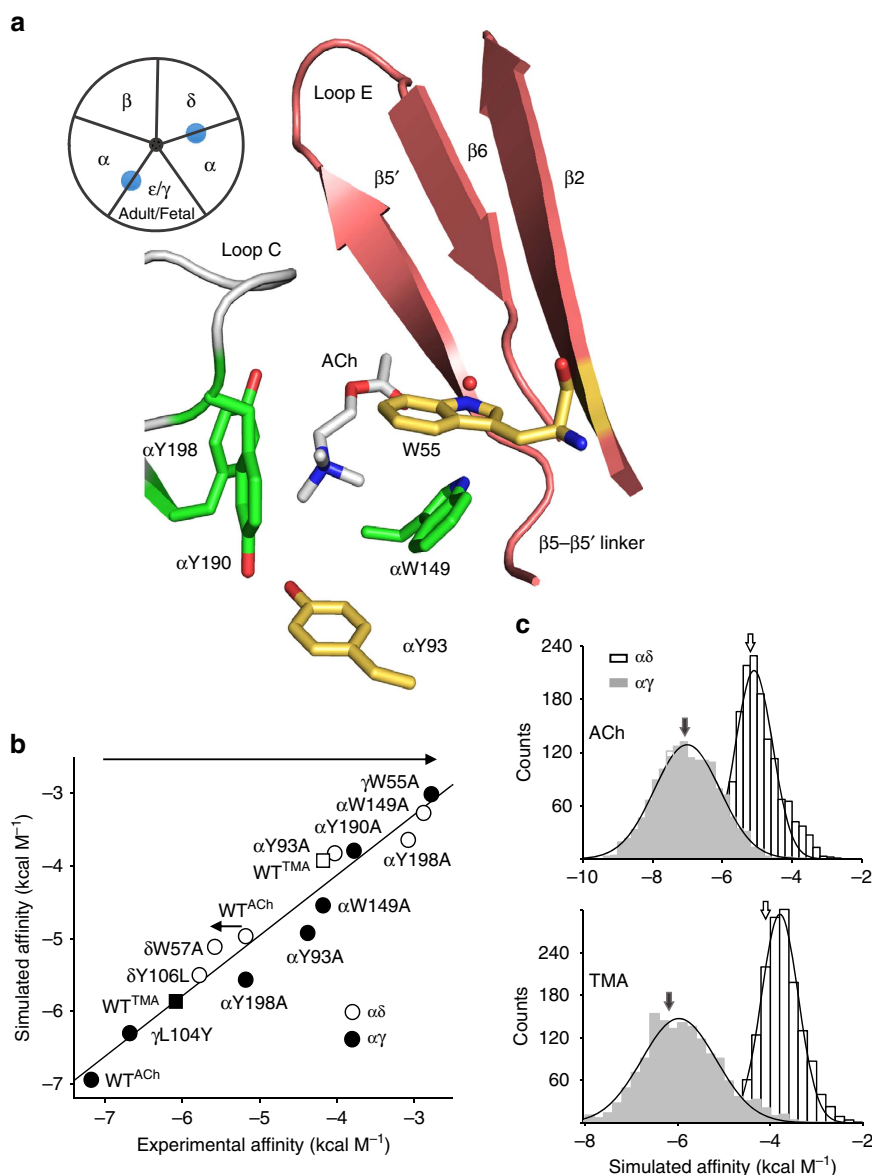 a
β
δ
α
α
ε/γ
Adult/Fetal
Loop E
β6
β5′
β2
Loop C
ACh
αY198
W55
αY190
αW149
β5–β5′ linker
αY93
b
Simulated affinity (kcal M⁻¹)
–3
–4
–5
–6
–7
γW55A
αW149A
αY190A
αY93A
WTᵀᴹᴬ
αY198A
WTᴬᶜʰ
αW149A
δW57A
αY93A
δY106L
αY198A
WTᵀᴹᴬ
γL104Y
WTᴬᶜʰ
αδ
αγ
–7 –6 –5 –4 –3
Experimental affinity (kcal M⁻¹)
c
240
180
120
60
Counts
αδ
αγ
ACh
–10 –8 –6 –4 –2
240
180
120
60
Counts
TMA
–8 –6 –4 –2
Simulated affinity (kcal M⁻¹)